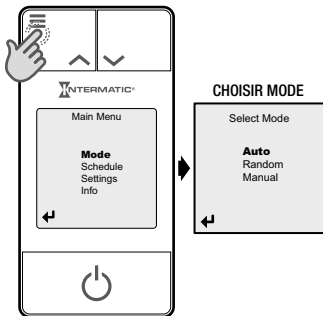 INTERMATIC®
Main Menu
Mode
Schedule
Settings
Info
CHOISIR MODE
Select Mode
Auto
Random
Manual